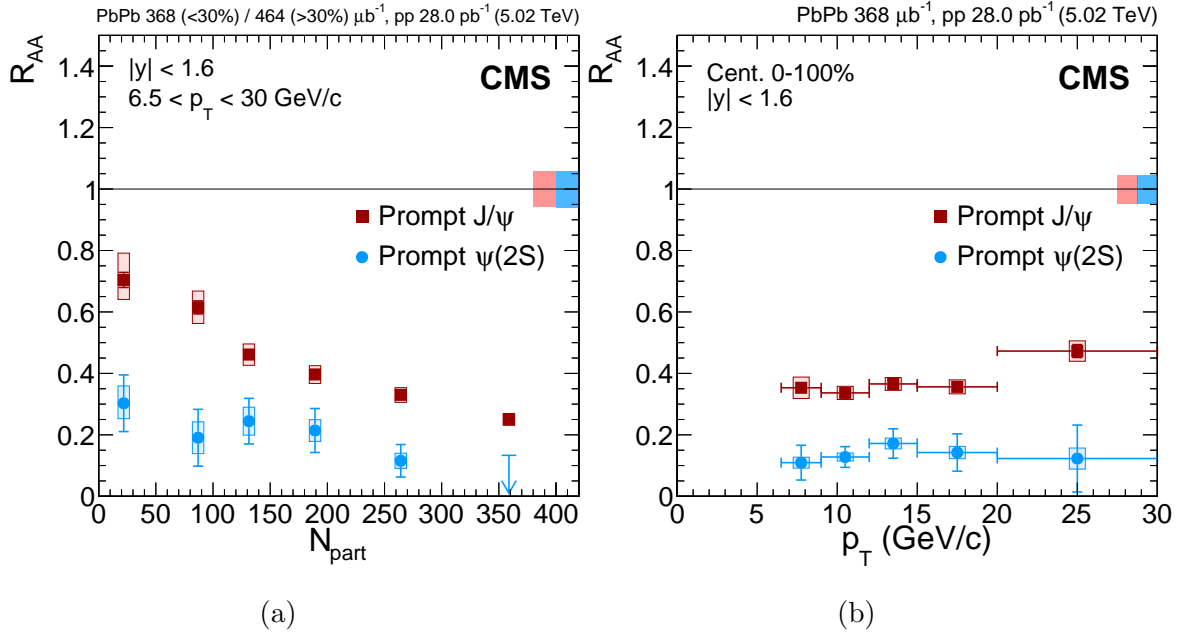 PbPb 368 (<30%) / 464 (>30%) μb⁻¹, pp 28.0 pb⁻¹ (5.02 TeV)
R_AA
1.4
1.2
1
0.8
0.6
0.4
0.2
0
|y| < 1.6
6.5 < p_T < 30 GeV/c
CMS
Prompt J/ψ
Prompt ψ(2S)
0 50 100 150 200 250 300 350 400
N_part
(a)
PbPb 368 μb⁻¹, pp 28.0 pb⁻¹ (5.02 TeV)
R_AA
1.4
1.2
1
0.8
0.6
0.4
0.2
0
Cent. 0-100%
|y| < 1.6
CMS
Prompt J/ψ
Prompt ψ(2S)
0 5 10 15 20 25 30
p_T (GeV/c)
(b)